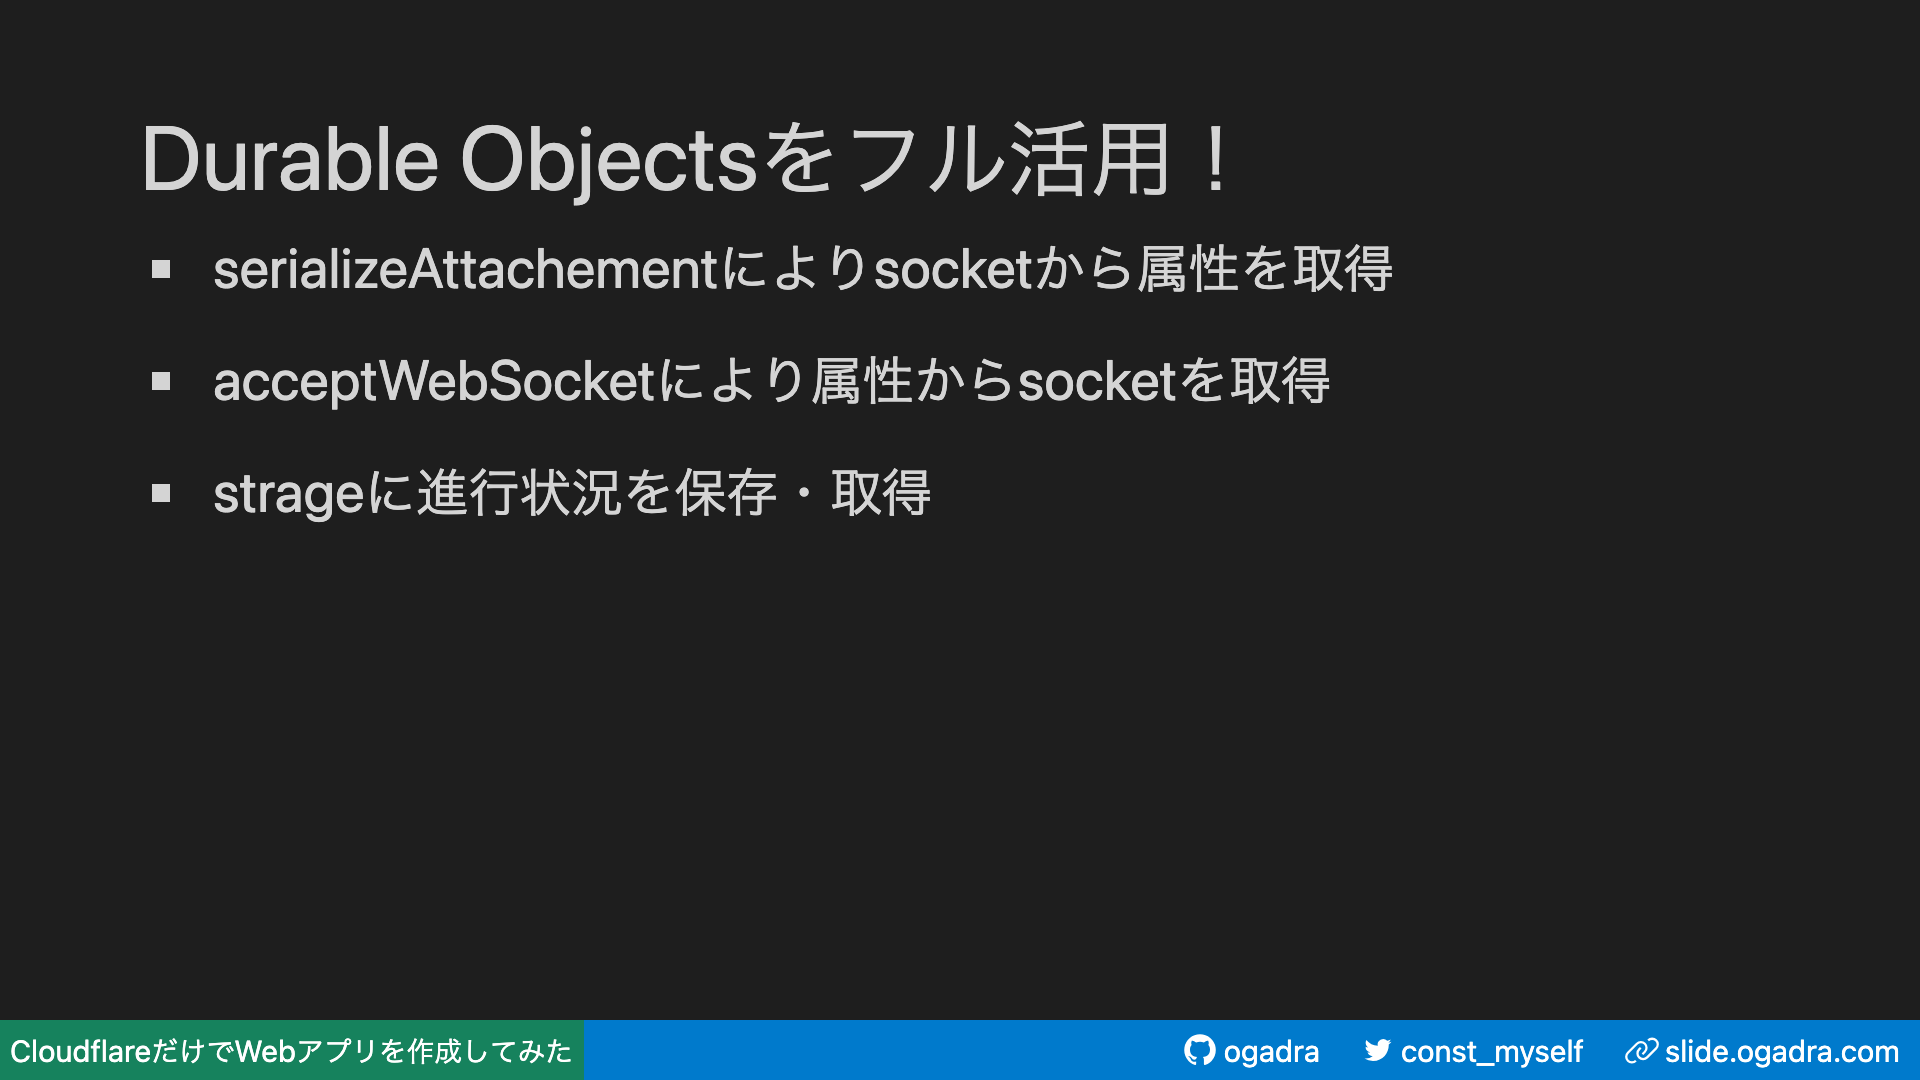 Durable Objectsをフル活用！
serializeAttachementによりsocketから属性を取得
acceptWebSocketにより属性からsocketを取得
strageに進行状況を保存・取得
CloudflareだけでWebアプリを作成してみた
ogadra
const_myself
slide.ogadra.com